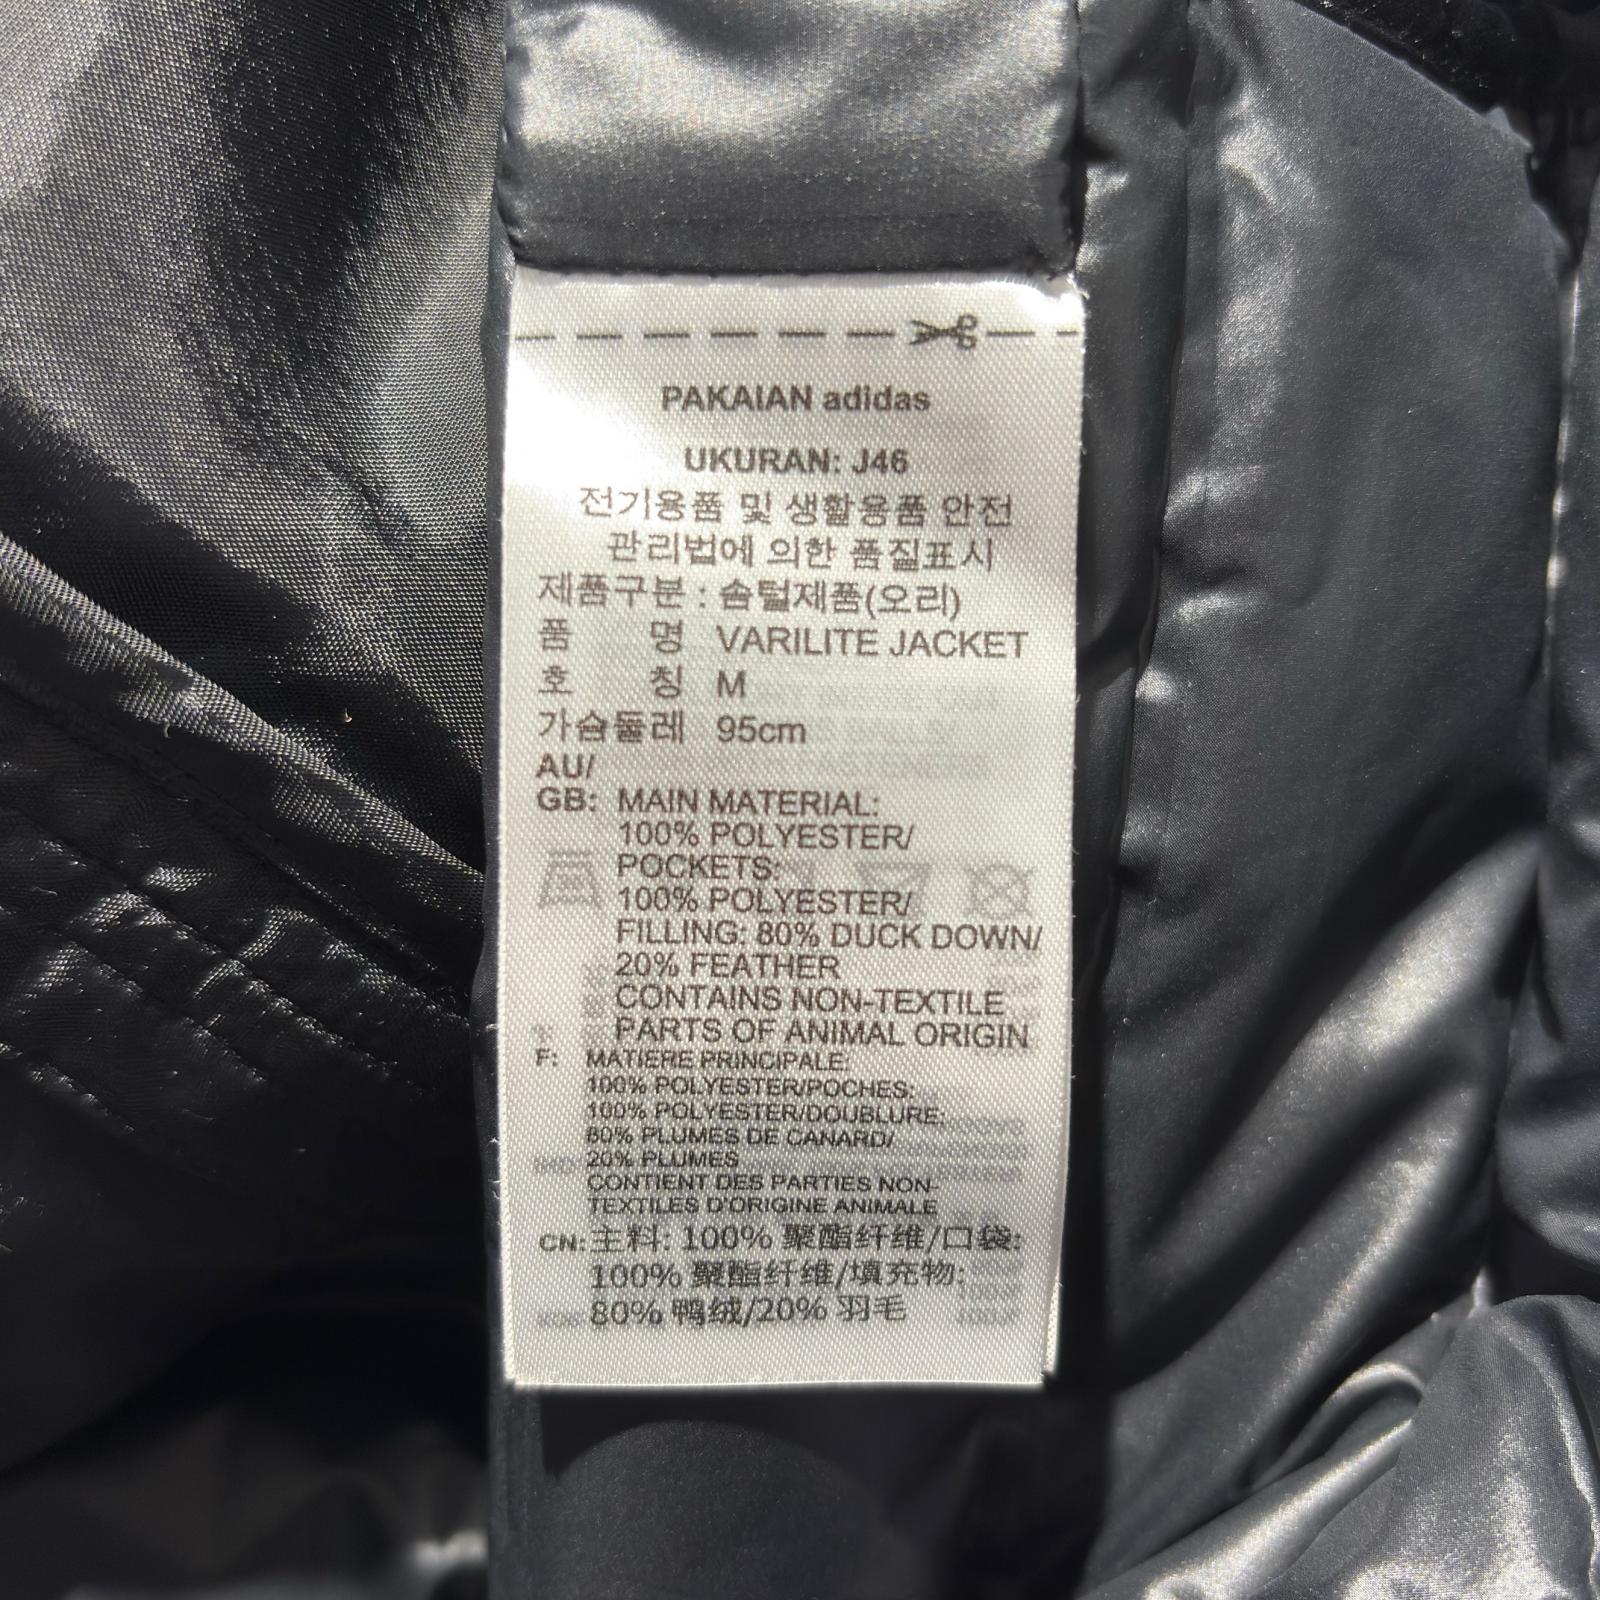 PAKAIAN adidas
UKURAN: J46
전기용품 및 생활용품 안전
관리법에 의한 품질표시
제품구분 : 솜털제품(오리)
품 명 VARILITE JACKET
호 칭 M
가슴둘레 95cm
AU/
GB: MAIN MATERIAL:
100% POLYESTER/
POCKETS:
100% POLYESTER/
FILLING: 80% DUCK DOWN/
20% FEATHER
CONTAINS NON-TEXTILE
PARTS OF ANIMAL ORIGIN
F: MATIERE PRINCIPALE:
100% POLYESTER/POCHES:
100% POLYESTER/DOUBLURE:
80% PLUMES DE CANARD/
20% PLUMES
CONTIENT DES PARTIES NON-
TEXTILES D'ORIGINE ANIMALE
CN: 主料: 100% 聚酯纤维/口袋:
100% 聚酯纤维/填充物:
80% 鸭绒/20% 羽毛